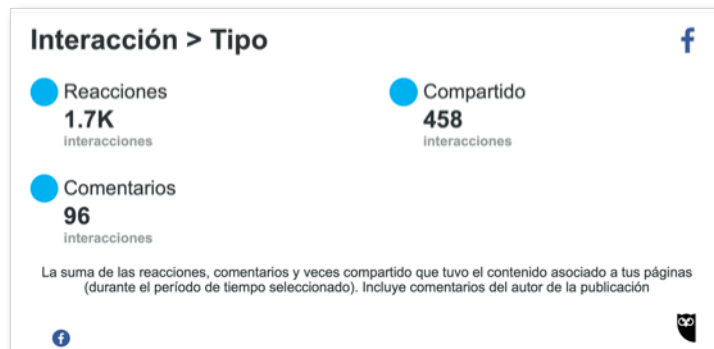 Interacción > Tipo
Reacciones
1.7K
interacciones
Compartido
458
interacciones
Comentarios
96
interacciones
La suma de las reacciones, comentarios y veces compartido que tuvo el contenido asociado a tus páginas
(durante el período de tiempo seleccionado). Incluye comentarios del autor de la publicación